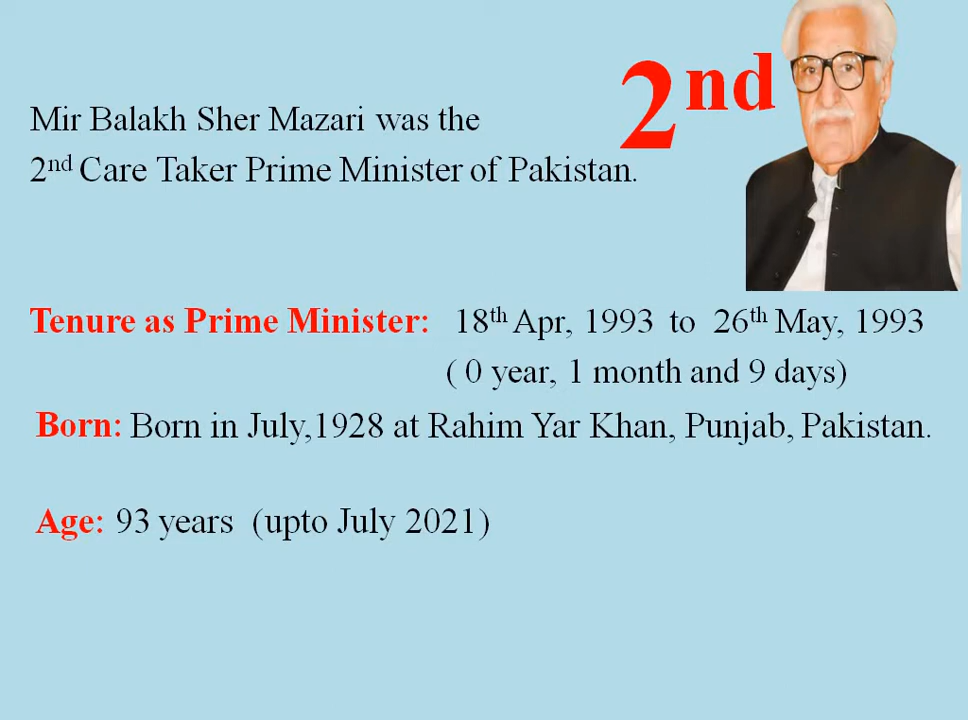 2nd
Mir Balakh Sher Mazari was the
2nd Care Taker Prime Minister of Pakistan.
Tenure as Prime Minister: 18th Apr, 1993 to 26th May, 1993
( 0 year, 1 month and 9 days)
Born: Born in July,1928 at Rahim Yar Khan, Punjab, Pakistan.
Age: 93 years (upto July 2021)